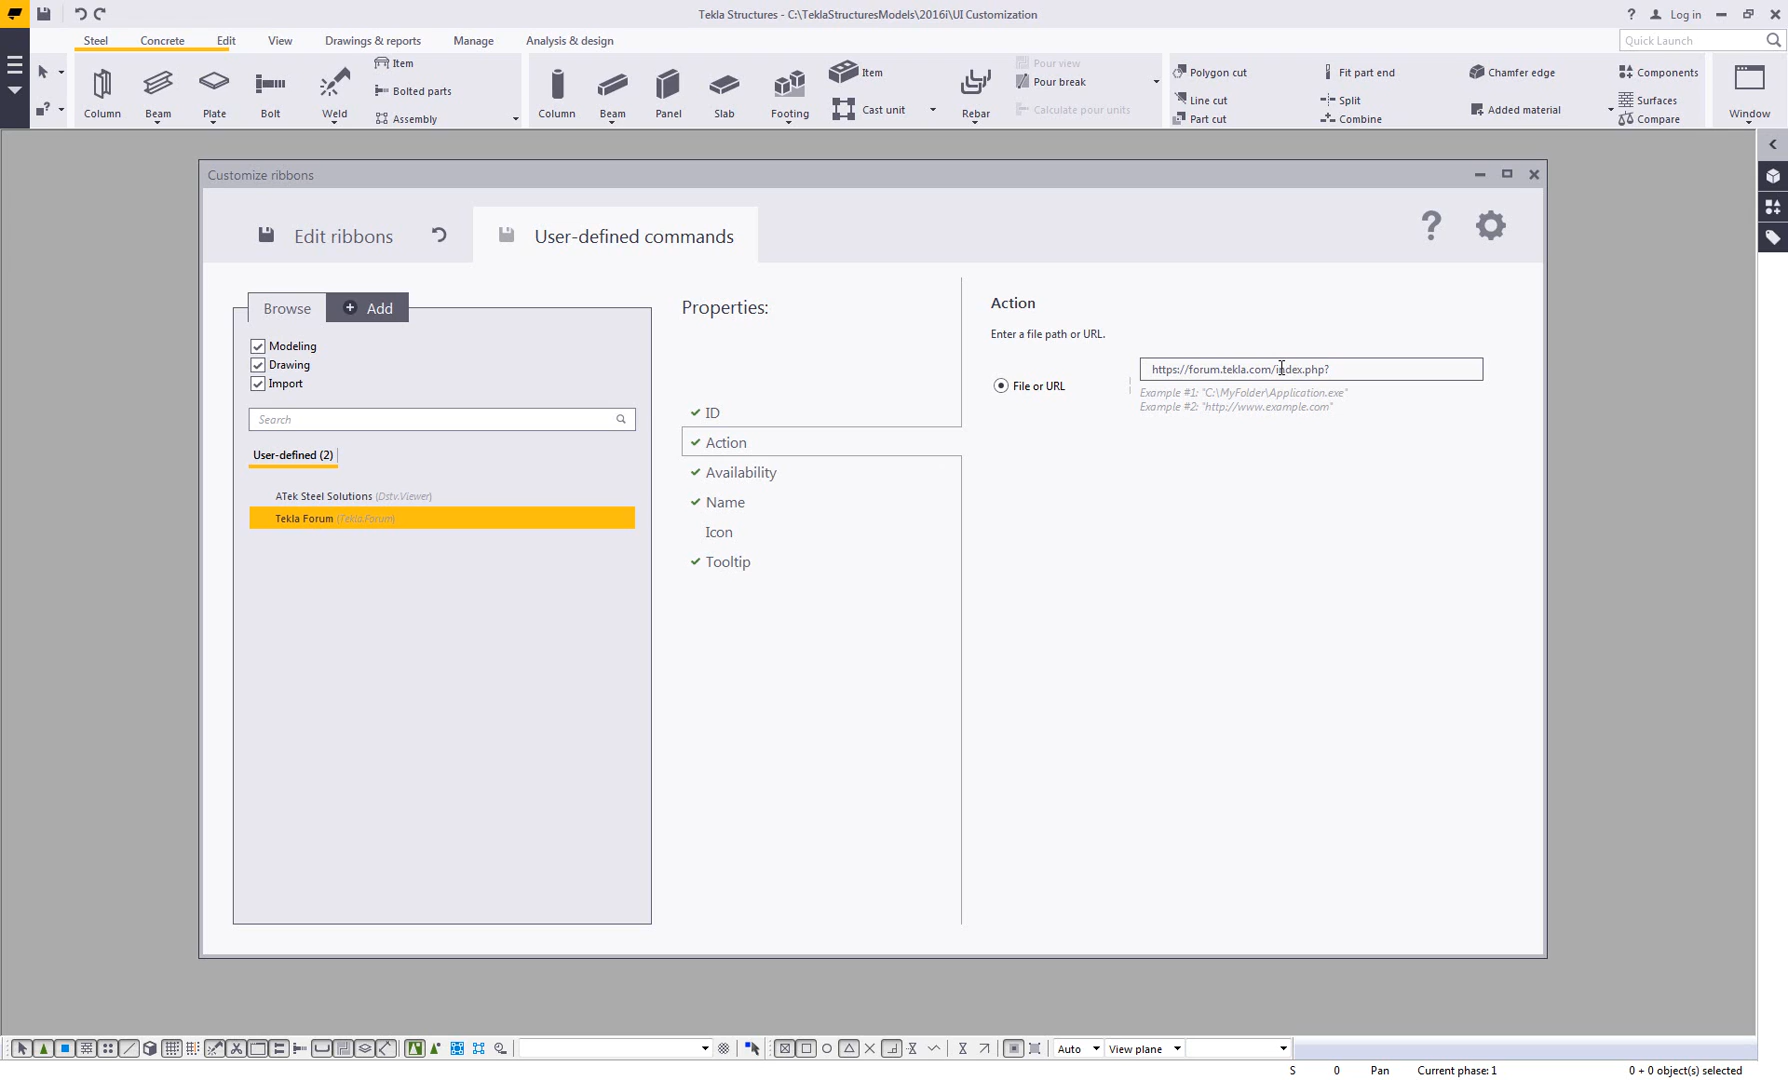 Tekla Structures - C:\TeklaStructuresModels\2016i\UI Customization
? Log in
Steel Concrete Edit View Drawings & reports Manage Analysis & design
Quick Launch
Item
Bolted parts
Assembly
Column Beam Plate Bolt Weld
Column Beam Panel Slab Footing
Item
Cast unit
Rebar
Pour view
Pour break
Calculate pour units
Polygon cut
Line cut
Part cut
Fit part end
Split
Combine
Chamfer edge
Added material
Components
Surfaces
Compare
Window
Customize ribbons
Edit ribbons
User-defined commands
?
Browse
+ Add
Modeling
Drawing
Import
Search
User-defined (2)
ATek Steel Solutions (Dstv.Viewer)
Tekla Forum (Tekla.Forum)
Properties:
ID
Action
Availability
Name
Icon
Tooltip
Action
Enter a file path or URL.
File or URL
https://forum.tekla.com/index.php?
Example #1: "C:\MyFolder\Application.exe"
Example #2: "http://www.example.com"
Auto
View plane
S 0 Pan Current phase: 1 0 + 0 object(s) selected